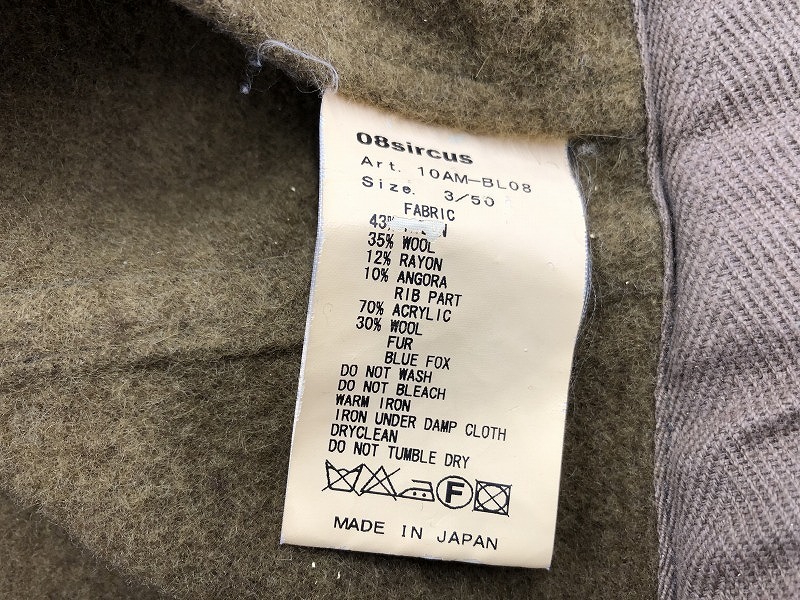 08sircus
Art. 10AM-BL08
Size. 3/50
FABRIC
43%
35% WOOL
12% RAYON
10% ANGORA
RIB PART
70% ACRYLIC
30% WOOL
FUR
BLUE FOX
DO NOT WASH
DO NOT BLEACH
WARM IRON
IRON UNDER DAMP CLOTH
DRYCLEAN
DO NOT TUMBLE DRY
F
MADE IN JAPAN